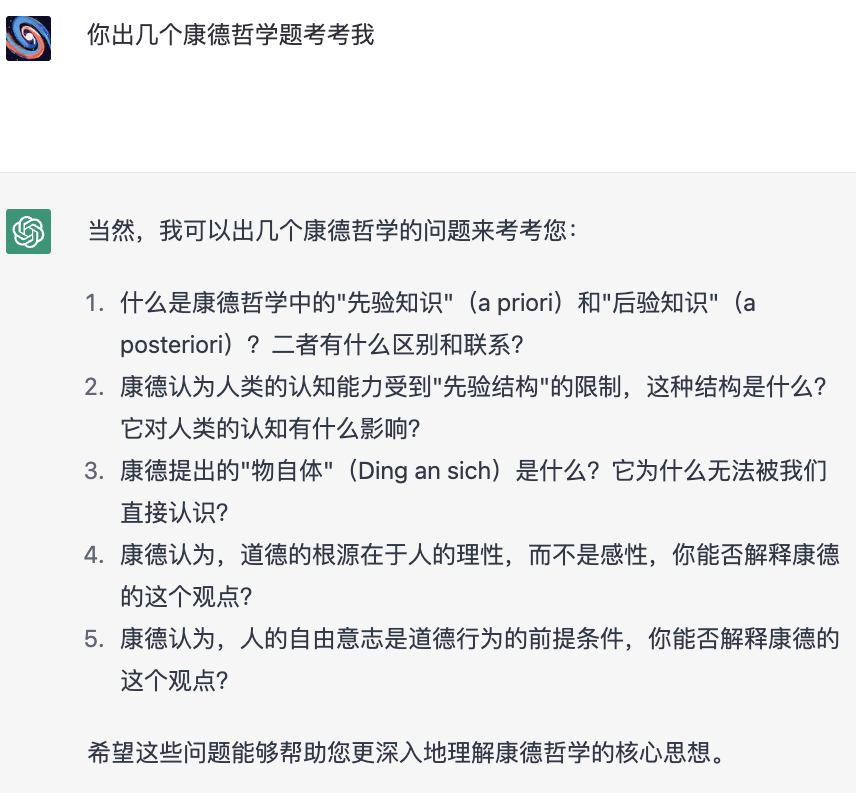 你出几个康德哲学题考考我
当然，我可以出几个康德哲学的问题来考考您：
1. 什么是康德哲学中的"先验知识"（a priori）和"后验知识"（a
posteriori）？二者有什么区别和联系？
2. 康德认为人类的认知能力受到"先验结构"的限制，这种结构是什么？
它对人类的认知有什么影响？
3. 康德提出的"物自体"（Ding an sich）是什么？它为什么无法被我们
直接认识？
4. 康德认为，道德的根源在于人的理性，而不是感性，你能否解释康德
的这个观点？
5. 康德认为，人的自由意志是道德行为的前提条件，你能否解释康德的
这个观点？
希望这些问题能够帮助您更深入地理解康德哲学的核心思想。